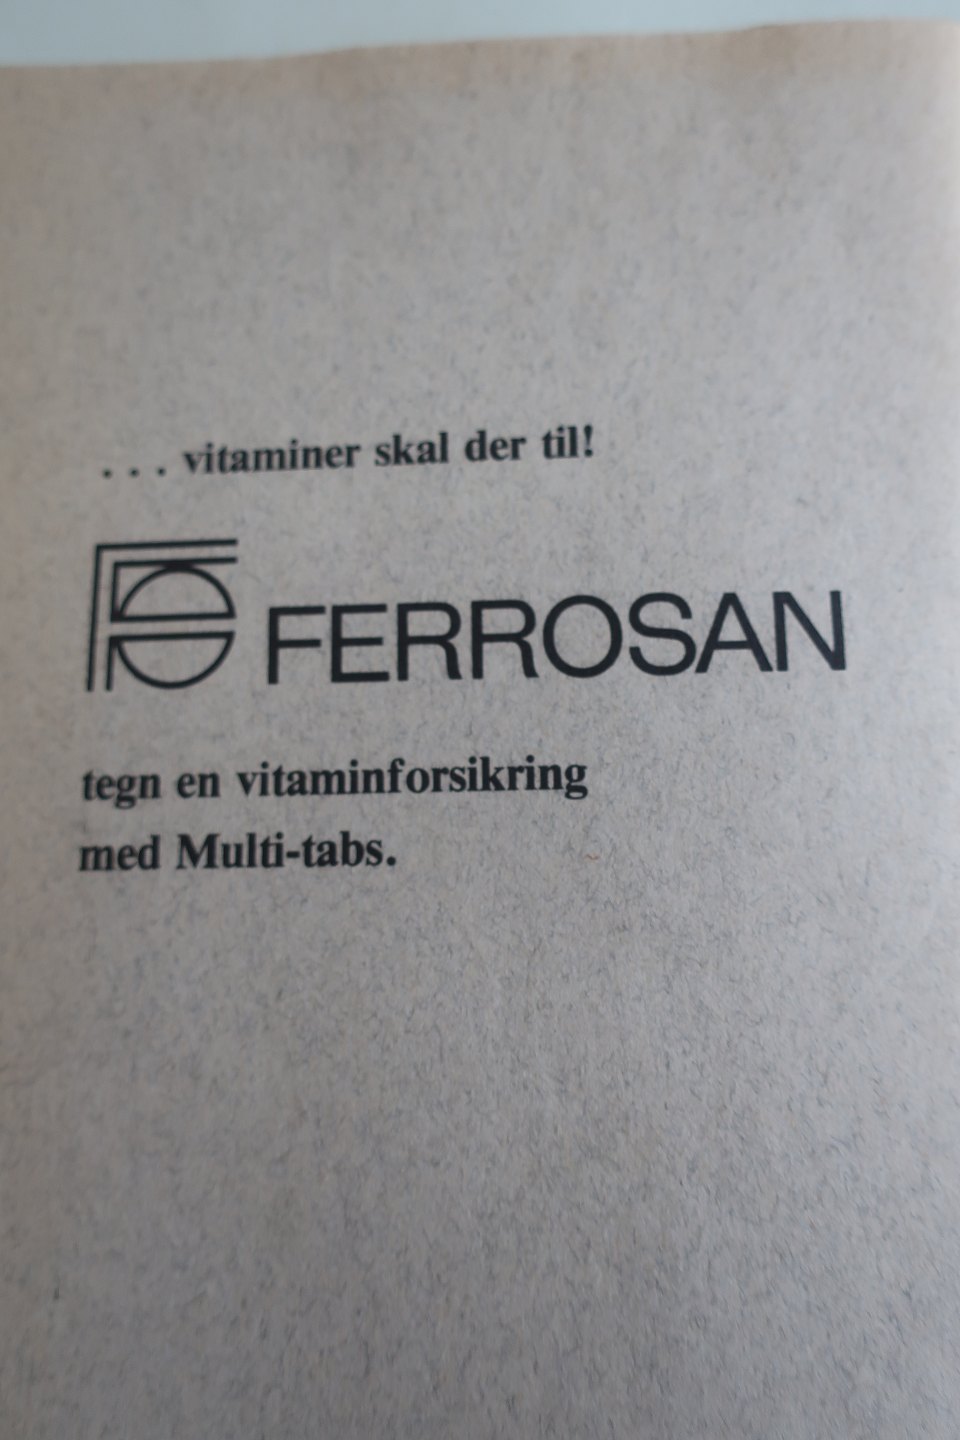 . . . vitaminer skal der til!
FERROSAN
tegn en vitaminforsikring
med Multi-tabs.